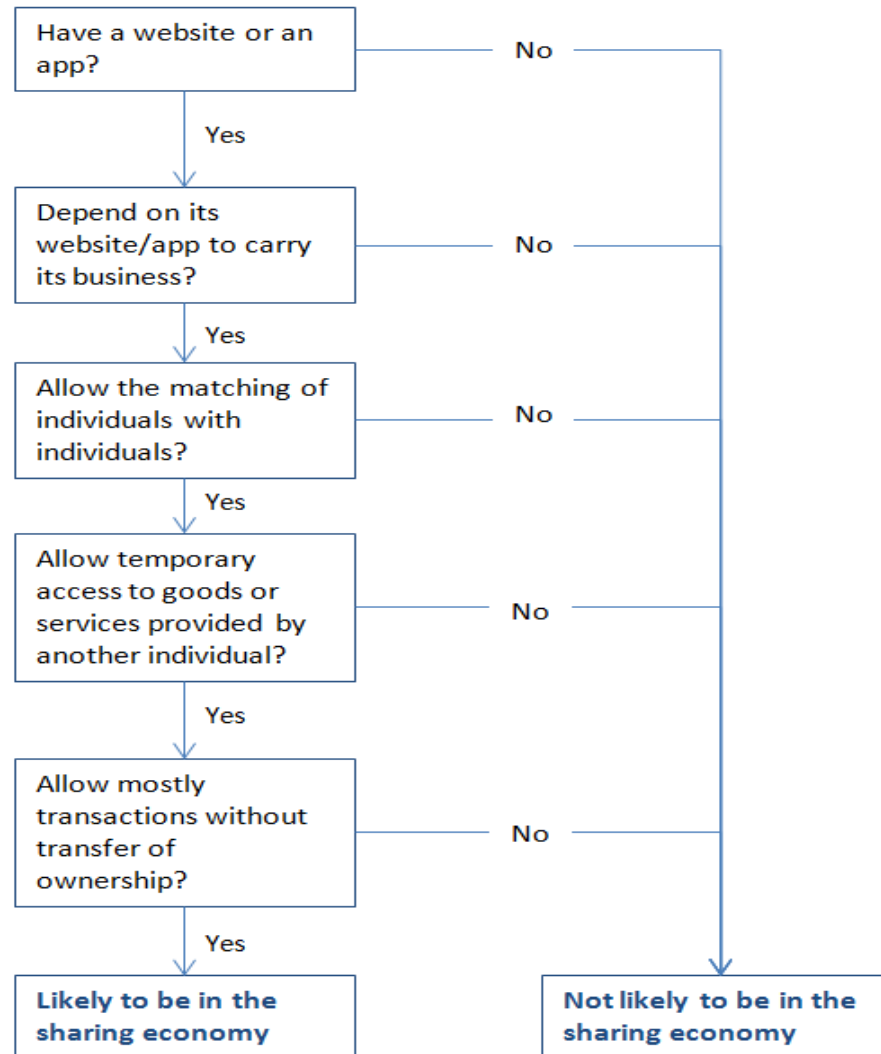 Have a website or an
app?
No
Yes
Depend on its
website/app to carry
its business?
No
Yes
Allow the matching of
individuals with
individuals?
No
Yes
Allow temporary
access to goods or
services provided by
another individual?
No
Yes
Allow mostly
transactions without
transfer of
ownership?
No
Yes
Likely to be in the
sharing economy
Not likely to be in the
sharing economy